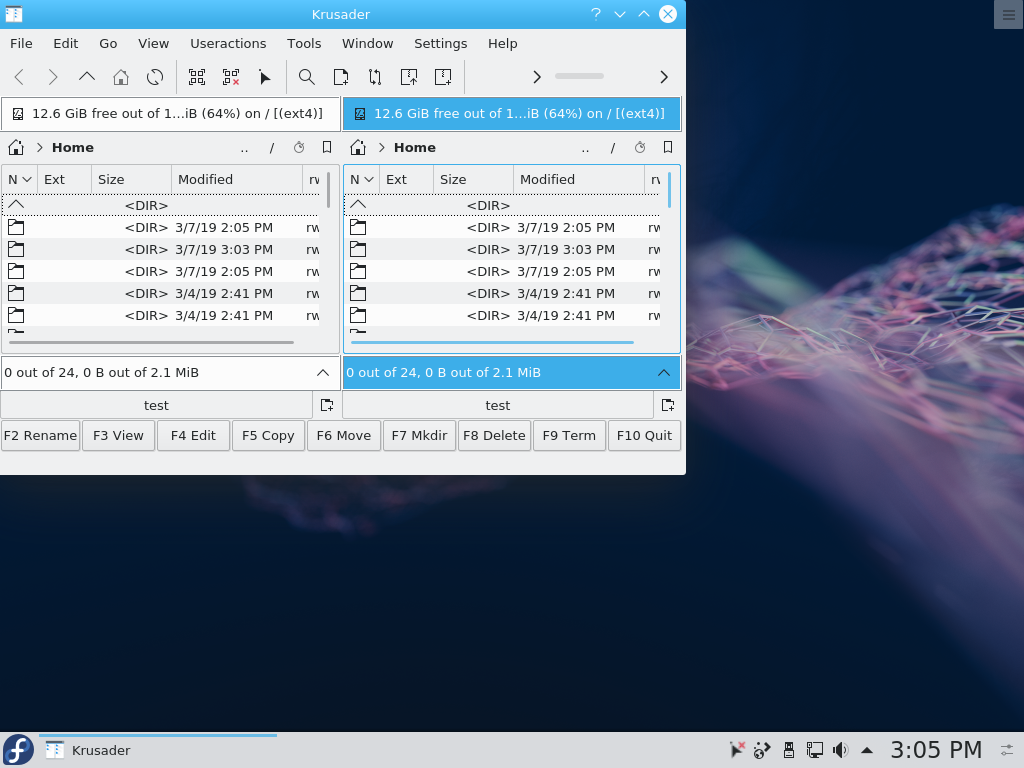 Krusader
File Edit Go View Useractions Tools Window Settings Help
12.6 GiB free out of 1...iB (64%) on / [(ext4)] 12.6 GiB free out of 1...iB (64%) on / [(ext4)]
Home .. / Home .. /
N Ext Size Modified rw N Ext Size Modified rw
<DIR> <DIR>
<DIR> 3/7/19 2:05 PM rw <DIR> 3/7/19 2:05 PM rw
<DIR> 3/7/19 3:03 PM rw <DIR> 3/7/19 3:03 PM rw
<DIR> 3/7/19 2:05 PM rw <DIR> 3/7/19 2:05 PM rw
<DIR> 3/4/19 2:41 PM rw <DIR> 3/4/19 2:41 PM rw
<DIR> 3/4/19 2:41 PM rw <DIR> 3/4/19 2:41 PM rw
0 out of 24, 0 B out of 2.1 MiB 0 out of 24, 0 B out of 2.1 MiB
test test
F2 Rename F3 View F4 Edit F5 Copy F6 Move F7 Mkdir F8 Delete F9 Term F10 Quit
Krusader 3:05 PM